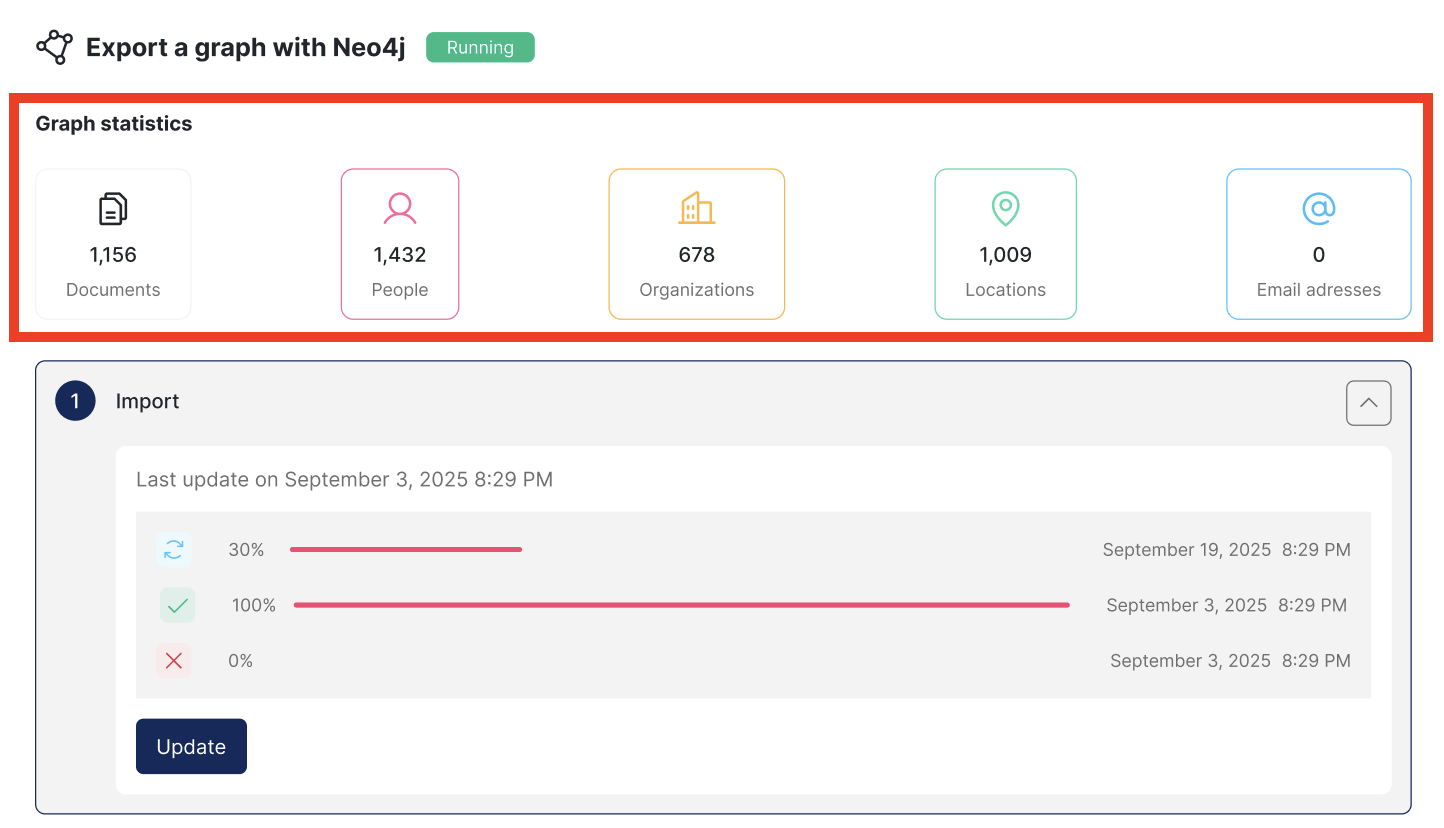 Export a graph with Neo4j Running
Graph statistics
1,156 1,432 678 1,009 0
Documents People Organizations Locations Email adresses
1 Import
Last update on September 3, 2025 8:29 PM
30% September 19, 2025 8:29 PM
100% September 3, 2025 8:29 PM
0% September 3, 2025 8:29 PM
Update